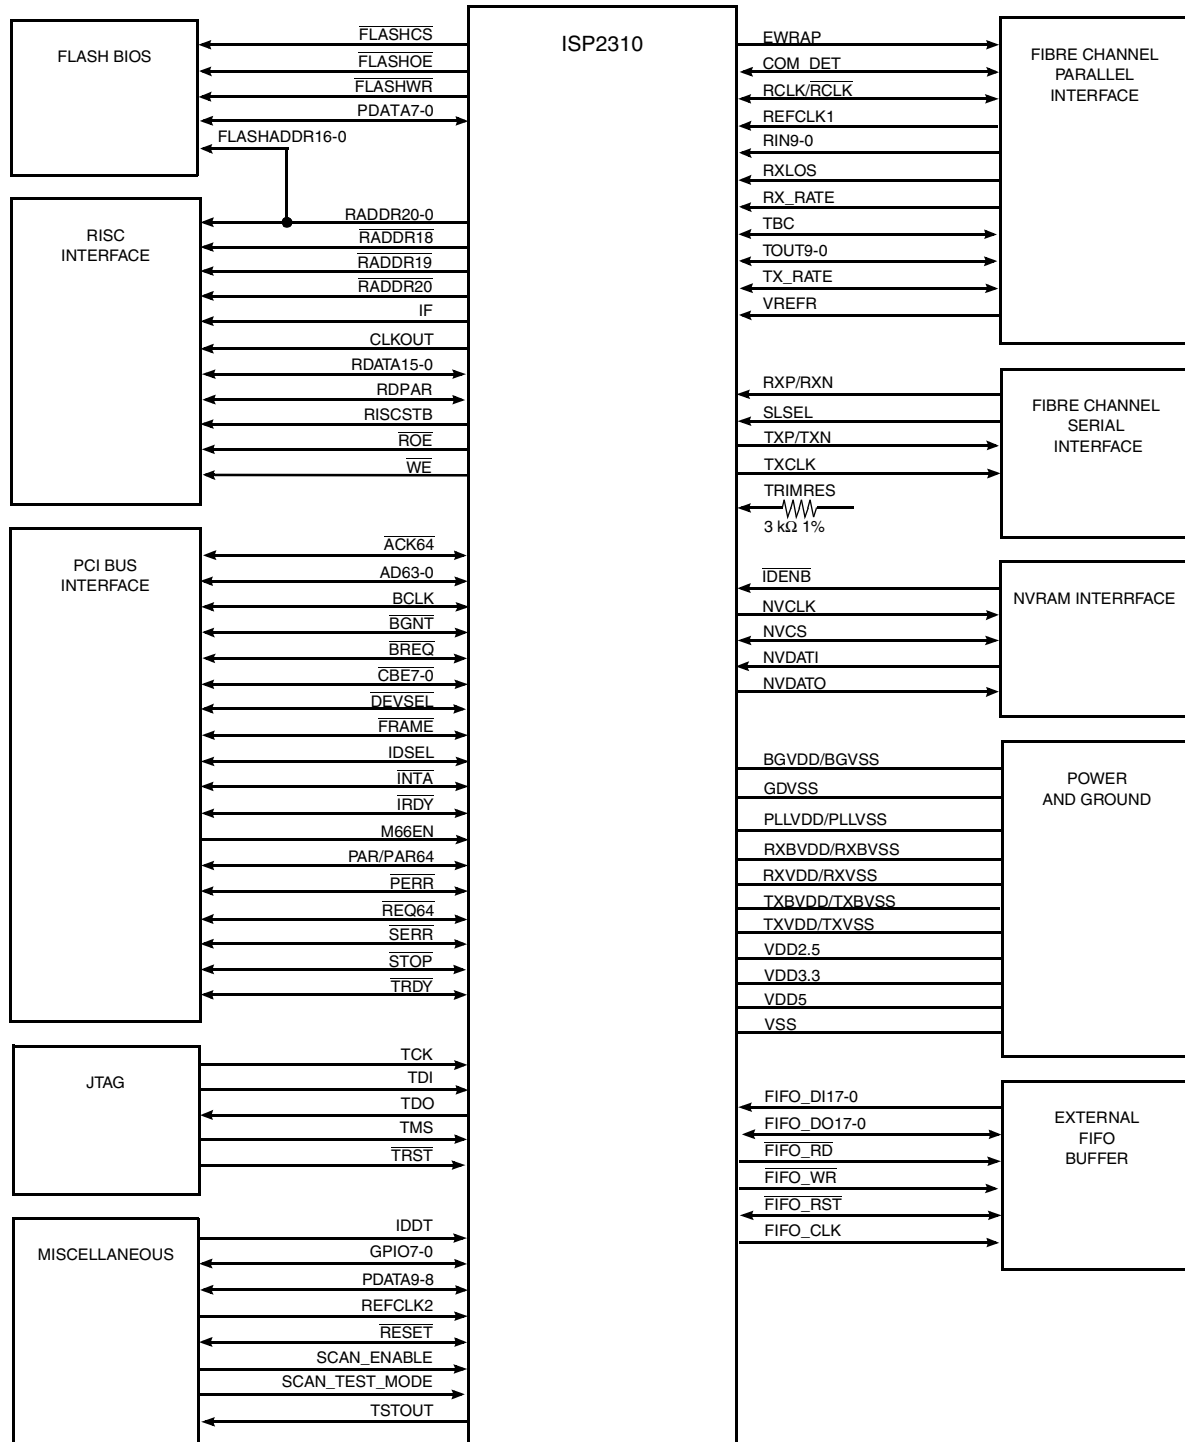 ISP2310
FLASH BIOS
FLASHCS
FLASHOE
FLASHWR
PDATA7-0
FLASHADDR16-0
RISC
INTERFACE
RADDR20-0
RADDR18
RADDR19
RADDR20
IF
CLKOUT
RDATA15-0
RDPAR
RISCSTB
ROE
WE
PCI BUS
INTERFACE
ACK64
AD63-0
BCLK
BGNT
BREQ
CBE7-0
DEVSEL
FRAME
IDSEL
INTA
IRDY
M66EN
PAR/PAR64
PERR
REQ64
SERR
STOP
TRDY
JTAG
TCK
TDI
TDO
TMS
TRST
MISCELLANEOUS
IDDT
GPIO7-0
PDATA9-8
REFCLK2
RESET
SCAN_ENABLE
SCAN_TEST_MODE
TSTOUT
EWRAP
COM_DET
RCLK/RCLK
REFCLK1
RIN9-0
RXLOS
RX_RATE
TBC
TOUT9-0
TX_RATE
VREFR
FIBRE CHANNEL
PARALLEL
INTERFACE
RXP/RXN
SLSEL
TXP/TXN
TXCLK
TRIMRES
3 kΩ 1%
FIBRE CHANNEL
SERIAL
INTERFACE
IDENB
NVCLK
NVCS
NVDATI
NVDATO
NVRAM INTERRFACE
BGVDD/BGVSS
GDVSS
PLLVDD/PLLVSS
RXBVDD/RXBVSS
RXVDD/RXVSS
TXBVDD/TXBVSS
TXVDD/TXVSS
VDD2.5
VDD3.3
VDD5
VSS
POWER
AND GROUND
FIFO_DI17-0
FIFO_DO17-0
FIFO_RD
FIFO_WR
FIFO_RST
FIFO_CLK
EXTERNAL
FIFO
BUFFER